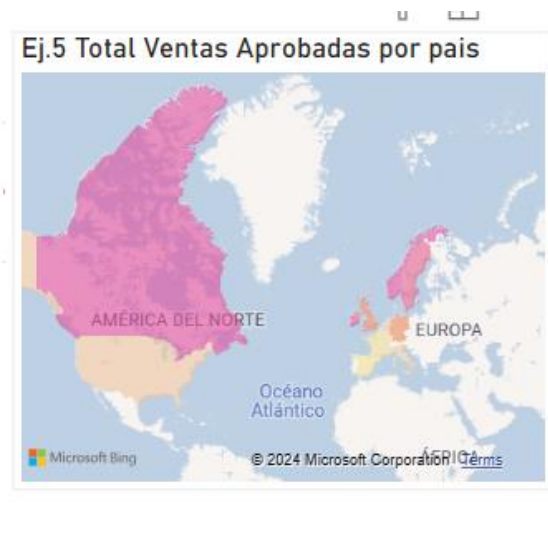 Ej.5 Total Ventas Aprobadas por pais
AMÉRICA DEL NORTE
EUROPA
Océano
Atlántico
ÁFRICA
Microsoft Bing
© 2024 Microsoft Corporation Terms